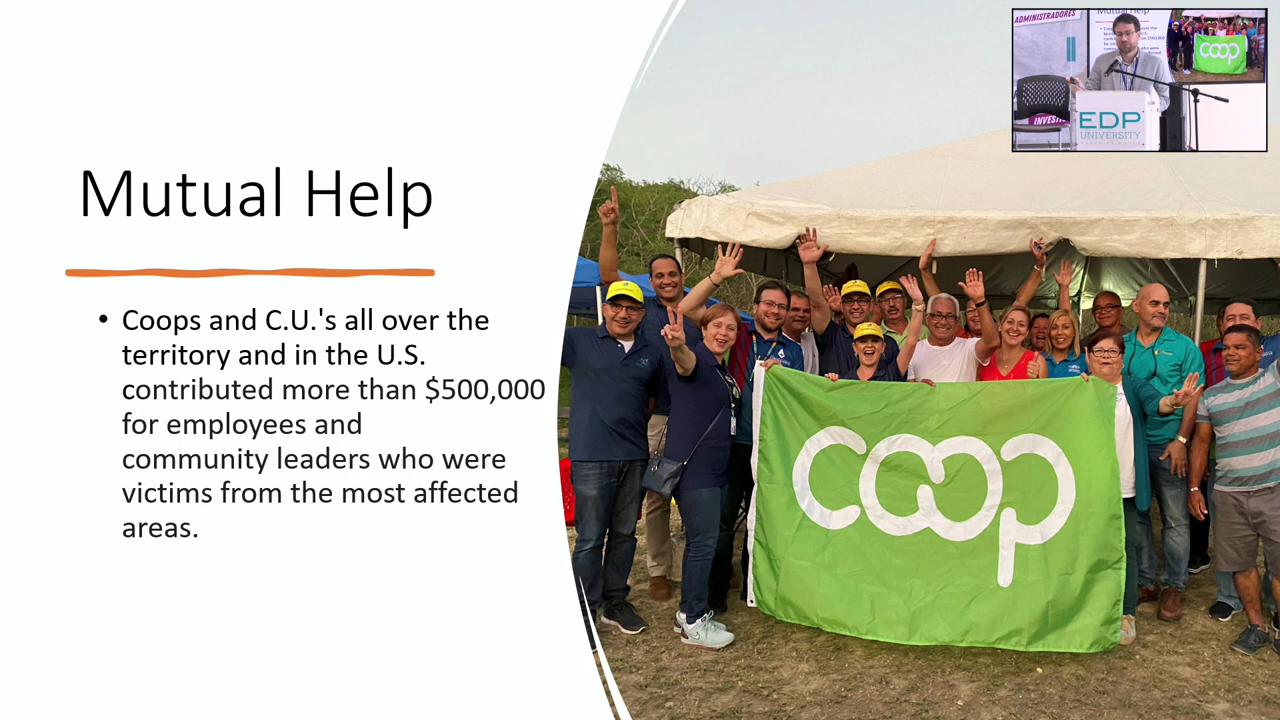 Mutual Help
• Coops and C.U.'s all over the
territory and in the U.S.
contributed more than $500,000
for employees and
community leaders who were
victims from the most affected
areas.
coop
ADMINISTRADORES
Mutual Help
coop
EDP
UNIVERSITY